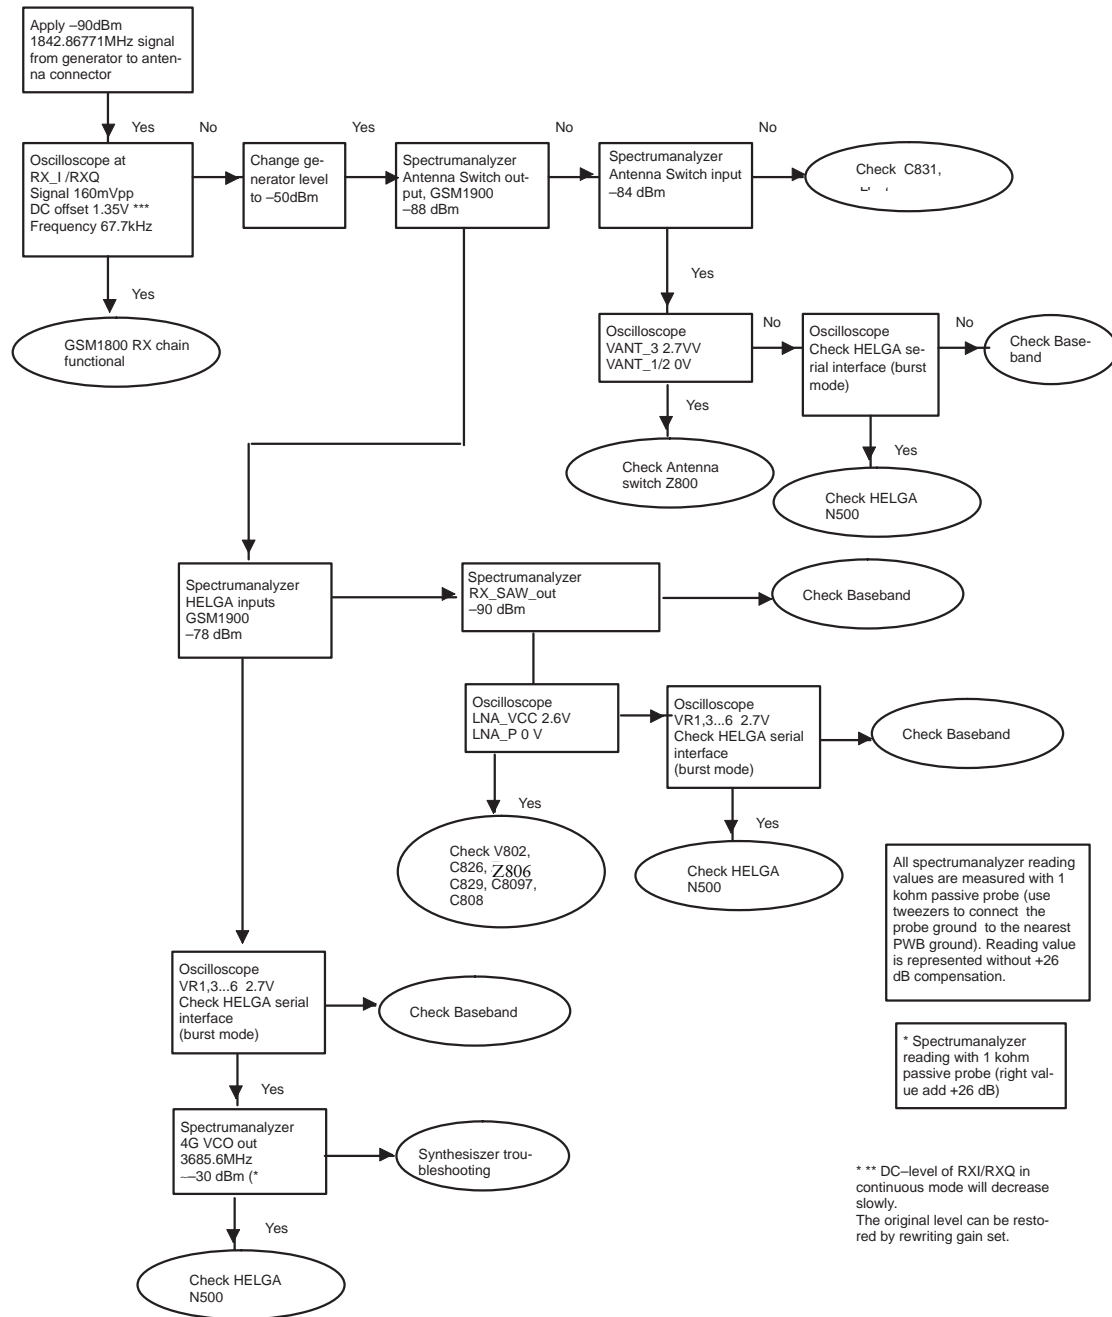 Apply –90dBm
1842.86771MHz signal
from generator to anten-
na connector
Yes
No
Yes
No
No
Oscilloscope at
RX_I /RXQ
Signal 160mVpp
DC offset 1.35V ***
Frequency 67.7kHz
Change ge-
nerator level
to –50dBm
Spectrumanalyzer
Antenna Switch out-
put, GSM1900
–88 dBm
Spectrumanalyzer
Antenna Switch input
–84 dBm
Check C831,
Yes
Yes
GSM1800 RX chain
functional
Oscilloscope
VANT_3 2.7VV
VANT_1/2 0V
No
Oscilloscope
Check HELGA se-
rial interface (burst
mode)
No
Check Base-
band
Yes
Yes
Check Antenna
switch Z800
Check HELGA
N500
Spectrumanalyzer
HELGA inputs
GSM1900
–78 dBm
Spectrumanalyzer
RX_SAW_out
–90 dBm
Check Baseband
Oscilloscope
LNA_VCC 2.6V
LNA_P 0 V
Oscilloscope
VR1,3...6 2.7V
Check HELGA serial
interface
(burst mode)
Check Baseband
Yes
Yes
Check V802,
C826, Z806
C829, C8097,
C808
Check HELGA
N500
All spectrumanalyzer reading
values are measured with 1
kohm passive probe (use
tweezers to connect the
probe ground to the nearest
PWB ground). Reading value
is represented without +26
dB compensation.
Oscilloscope
VR1,3...6 2.7V
Check HELGA serial
interface
(burst mode)
Check Baseband
* Spectrumanalyzer
reading with 1 kohm
passive probe (right val-
ue add +26 dB)
Yes
Spectrumanalyzer
4G VCO out
3685.6MHz
~–30 dBm (*
Synthesiszer trou-
bleshooting
* ** DC–level of RXI/RXQ in
continuous mode will decrease
slowly.
The original level can be resto-
red by rewriting gain set.
Yes
Check HELGA
N500